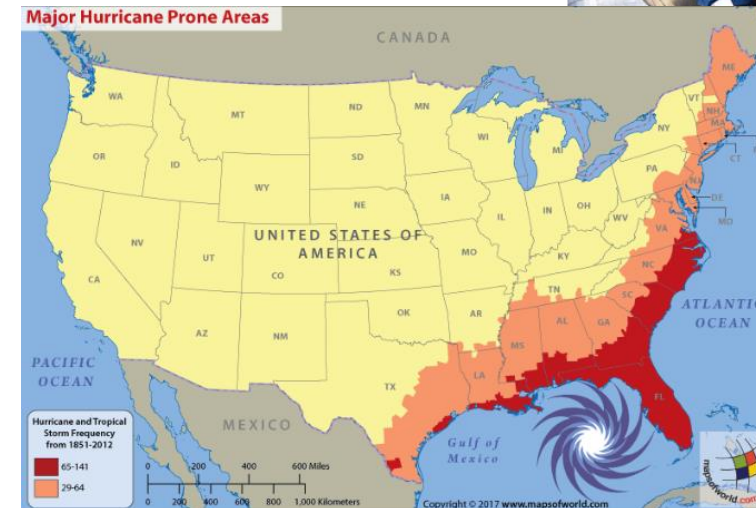 Major Hurricane Prone Areas
CANADA
WA
MT
ND
MN
ME
VT
NH
MA
OR
ID
SD
WI
MI
NY
CT
WY
IA
PA
NJ
NE
IL
IN
OH
DE
MD
NV
UT
UNITED STATES OF
AMERICA
WV
VA
CA
CO
KS
MO
KY
NC
TN
OK
AR
SC
ATLANTI
OCEAN
AZ
NM
MS
AL
GA
PACIFIC
OCEAN
TX
LA
FL
MEXICO
Gulf of
Mexico
Hurricane and Tropical
Storm Frequency
from 1851-2012
65-141
29-64
0 200 400 600 Miles
0 200 400 600 800 1,000 Kilometers
Copyright © 2017 www.mapsofworld.com
mapsofworld.com